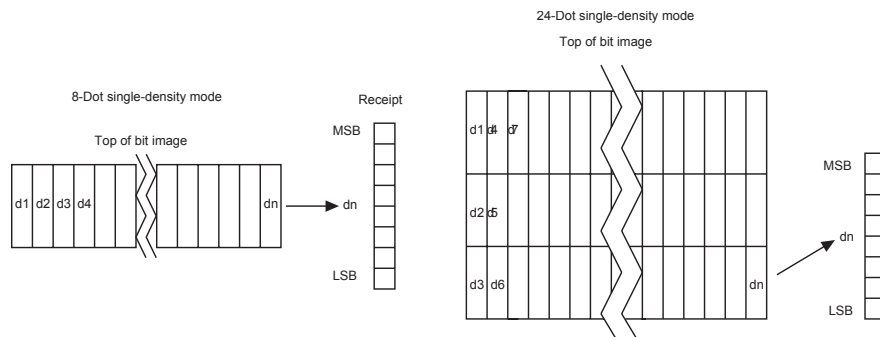 24-Dot single-density mode
Top of bit image
8-Dot single-density mode
Receipt
Top of bit image
MSB
dn
LSB
d1 d2 d3 d4 dn
d1 d4 d7
d2 d5
d3 d6 dn
MSB
dn
LSB